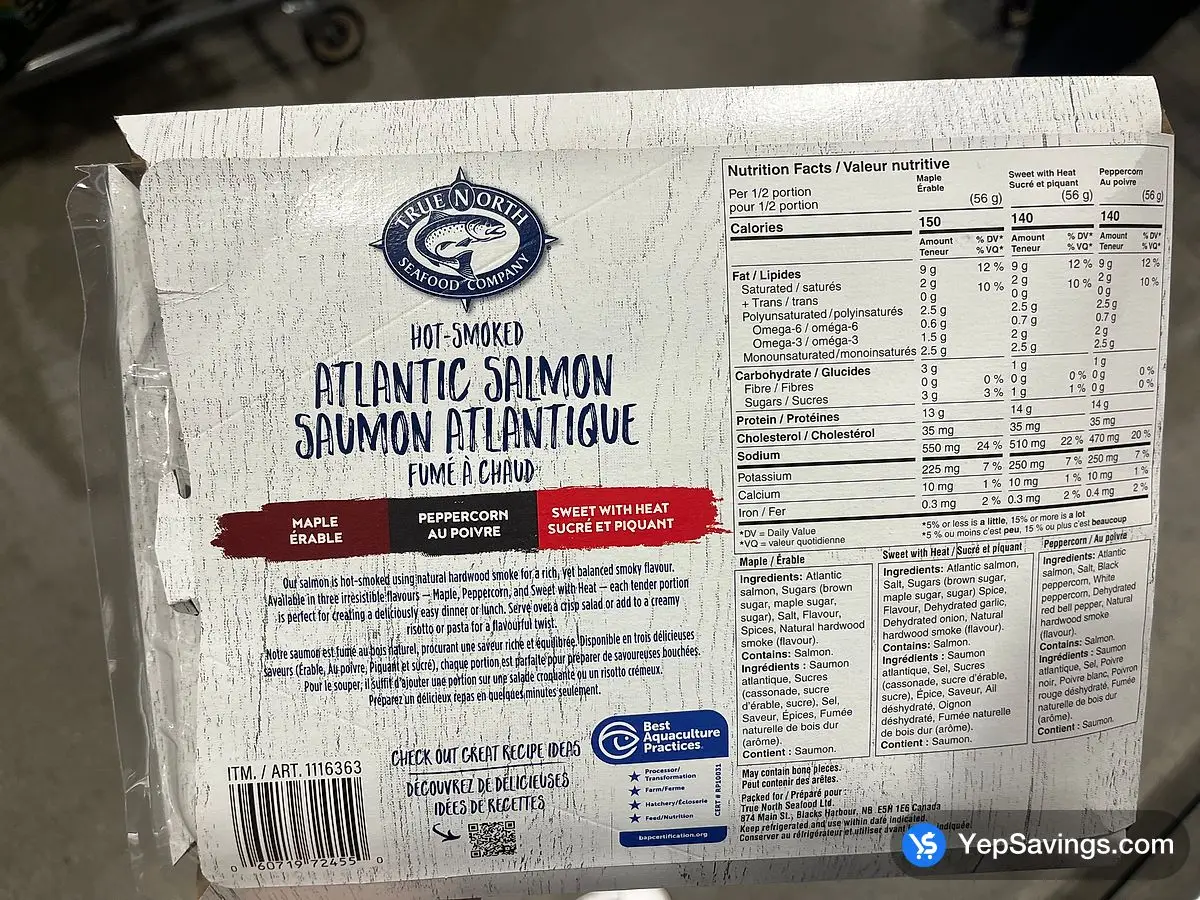 TRUE NORTH
SEAFOOD COMPANY
HOT-SMOKED
ATLANTIC SALMON
SAUMON ATLANTIQUE
FUMÉ À CHAUD
MAPLE
ÉRABLE
PEPPERCORN
AU POIVRE
SWEET WITH HEAT
SUCRÉ ET PIQUANT
Our salmon is hot-smoked using natural hardwood smoke for a rich, yet balanced smoky flavour.
Available in three irresistible flavours – Maple, Peppercorn, and Sweet with Heat – each tender portion
is perfect for creating a deliciously easy dinner or lunch. Serve over a crisp salad or add to a creamy
risotto or pasta for a flavourful twist.
Notre saumon est fumé au bois naturel, procurant une saveur riche et équilibrée. Disponible en trois délicieuses
saveurs (Érable, Au poivre, Piquant et sucré), chaque portion est parfaite pour préparer de savoureuses bouchées.
Pour le souper, il suffit d'ajouter une portion sur une salade croquante ou un risotto crémeux.
Préparez un délicieux repas en quelques minutes seulement.
ITM. / ART. 1116363
0 60719 72455 0
CHECK OUT GREAT RECIPE IDEAS
DÉCOUVREZ DE DÉLICIEUSES
IDÉES DE RECETTES
Best
Aquaculture
Practices
Processor/
Transformation
Farm/Ferme
Hatchery/Écloserie
Feed/Nutrition
CERT # RP10031
bapcertification.org
Nutrition Facts / Valeur nutritive
Per 1/2 portion
pour 1/2 portion
Maple
Érable
(56 g)
Sweet with Heat
Sucré et piquant
(56 g)
Peppercorn
Au poivre
(56 g)
Calories 150 140 140
Amount % DV* Amount % DV* Amount % DV*
Teneur % VQ* Teneur % VQ* Teneur % VQ*
Fat / Lipides 9 g 12 % 9 g 12 % 9 g 12 %
Saturated / saturés 2 g 10 % 2 g 10 % 2 g 10 %
+ Trans / trans 0 g 0 g 0 g
Polyunsaturated / polyinsaturés 2.5 g 2.5 g 2.5 g
Omega-6 / oméga-6 0.6 g 0.7 g 0.7 g
Omega-3 / oméga-3 1.5 g 2 g 2 g
Monounsaturated / monoinsaturés 2.5 g 2.5 g 2.5 g
Carbohydrate / Glucides 3 g 1 g 1 g
Fibre / Fibres 0 g 0 % 0 g 0 % 0 g 0 %
Sugars / Sucres 3 g 3 % 1 g 1 % 0 g 0 %
Protein / Protéines 13 g 14 g 14 g
Cholesterol / Cholestérol 35 mg 35 mg 35 mg
Sodium 550 mg 24 % 510 mg 22 % 470 mg 20 %
Potassium 225 mg 7 % 250 mg 7 % 250 mg 7 %
Calcium 10 mg 1 % 10 mg 1 % 10 mg 1 %
Iron / Fer 0.3 mg 2 % 0.3 mg 2 % 0.4 mg 2 %
*DV = Daily Value
*VQ = valeur quotidienne
*5% or less is a little, 15% or more is a lot
*5 % ou moins c'est peu, 15 % ou plus c'est beaucoup
Maple / Érable
Ingredients: Atlantic
salmon, Sugars (brown
sugar, maple sugar,
sugar), Salt, Flavour,
Spices, Natural hardwood
smoke (flavour).
Contains: Salmon.
Ingrédients : Saumon
atlantique, Sucres
(cassonade, sucre
d'érable, sucre), Sel,
Saveur, Épices, Fumée
naturelle de bois dur
(arôme).
Contient : Saumon.
Sweet with Heat / Sucré et piquant
Ingredients: Atlantic salmon,
Salt, Sugars (brown sugar,
maple sugar, sugar) Spice,
Flavour, Dehydrated garlic,
Dehydrated onion, Natural
hardwood smoke (flavour).
Contains: Salmon.
Ingrédients : Saumon
atlantique, Sel, Sucres
(cassonade, sucre d'érable,
sucre), Épice, Saveur, Ail
déshydraté, Oignon
déshydraté, Fumée naturelle
de bois dur (arôme).
Contient : Saumon.
Peppercorn / Au poivre
Ingredients: Atlantic
salmon, Salt, Black
peppercorn, White
peppercorn, Dehydrated
red bell pepper, Natural
hardwood smoke
(flavour).
Contains: Salmon.
Ingrédients : Saumon
atlantique, Sel, Poivre
noir, Poivre blanc, Poivron
rouge déshydraté, Fumée
naturelle de bois dur
(arôme).
Contient : Saumon.
May contain bone pieces.
Peut contenir des arêtes.
Packed for / Préparé pour :
True North Seafood Ltd.
874 Main St., Blacks Harbour, NB E5H 1E6 Canada
Keep refrigerated and use within date indicated.
Conserver au réfrigérateur et utiliser avant indiquée.
YepSavings.com